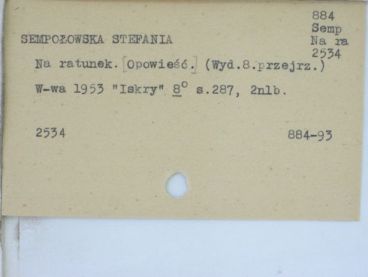 884
Semp
SEMPOŁOWSKA STEFANIA Na ra
2534
Na ratunek.[Opowieść.] (Wyd.8.przejrz.)
W-wa 1953 "Iskry" 8° s.287, 2nlb.
2534 884-93